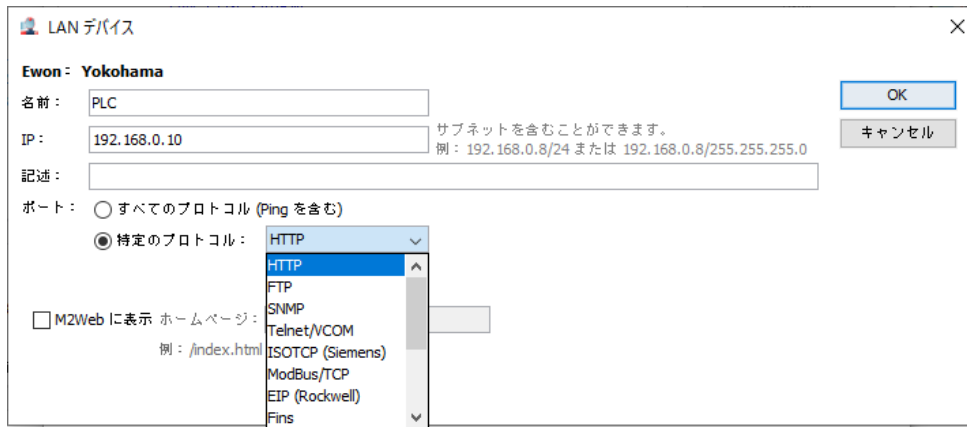 LAN デバイス
Ewon: Yokohama
名前: PLC
OK
IP: 192.168.0.10
サブネットを含むことができます。
例: 192.168.0.8/24 または 192.168.0.8/255.255.255.0
キャンセル
記述:
ポート: すべてのプロトコル (Ping を含む)
特定のプロトコル: HTTP
HTTP
FTP
SNMP
M2Web に表示 ホームページ:
Telnet/VCOM
例: /index.html
ISOTCP (Siemens)
ModBus/TCP
EIP (Rockwell)
Fins